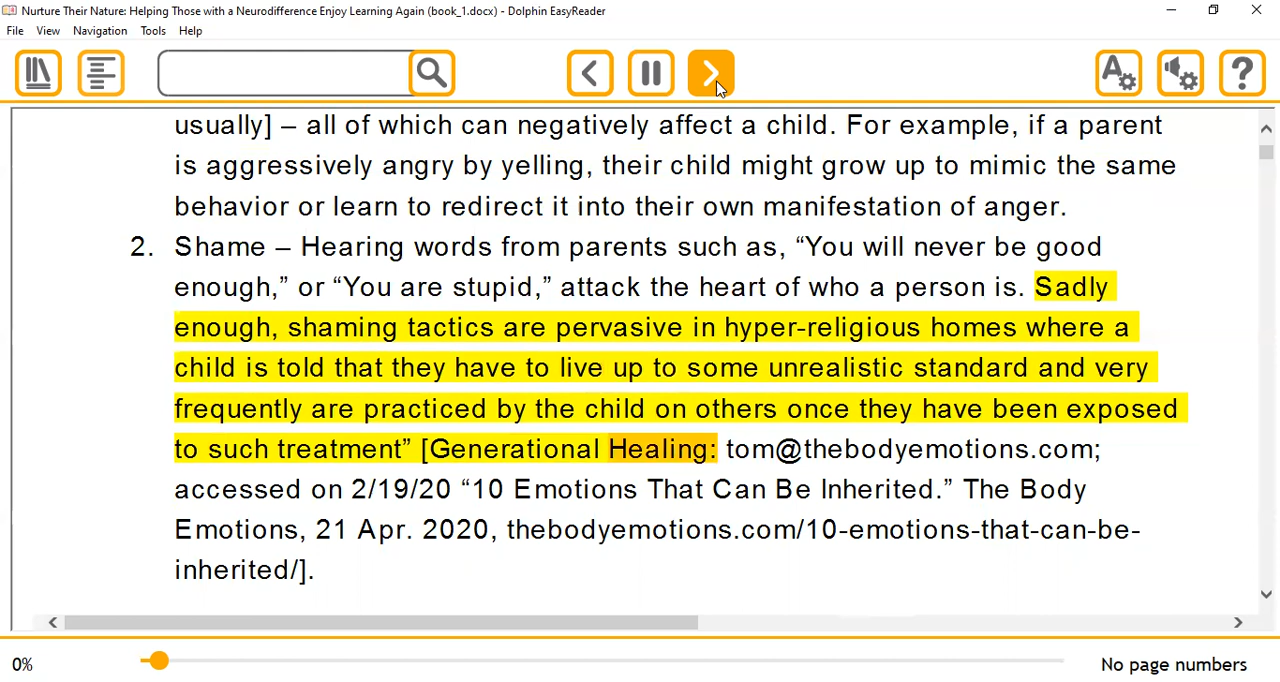 Nurture Their Nature: Helping Those with a Neurodifference Enjoy Learning Again (book_1.docx) - Dolphin EasyReader
File View Navigation Tools Help
usually] – all of which can negatively affect a child. For example, if a parent
is aggressively angry by yelling, their child might grow up to mimic the same
behavior or learn to redirect it into their own manifestation of anger.
2. Shame – Hearing words from parents such as, “You will never be good
enough,” or “You are stupid,” attack the heart of who a person is. Sadly
enough, shaming tactics are pervasive in hyper-religious homes where a
child is told that they have to live up to some unrealistic standard and very
frequently are practiced by the child on others once they have been exposed
to such treatment” [Generational Healing: tom@thebodyemotions.com;
accessed on 2/19/20 “10 Emotions That Can Be Inherited.” The Body
Emotions, 21 Apr. 2020, thebodyemotions.com/10-emotions-that-can-be-
inherited/].
0% No page numbers